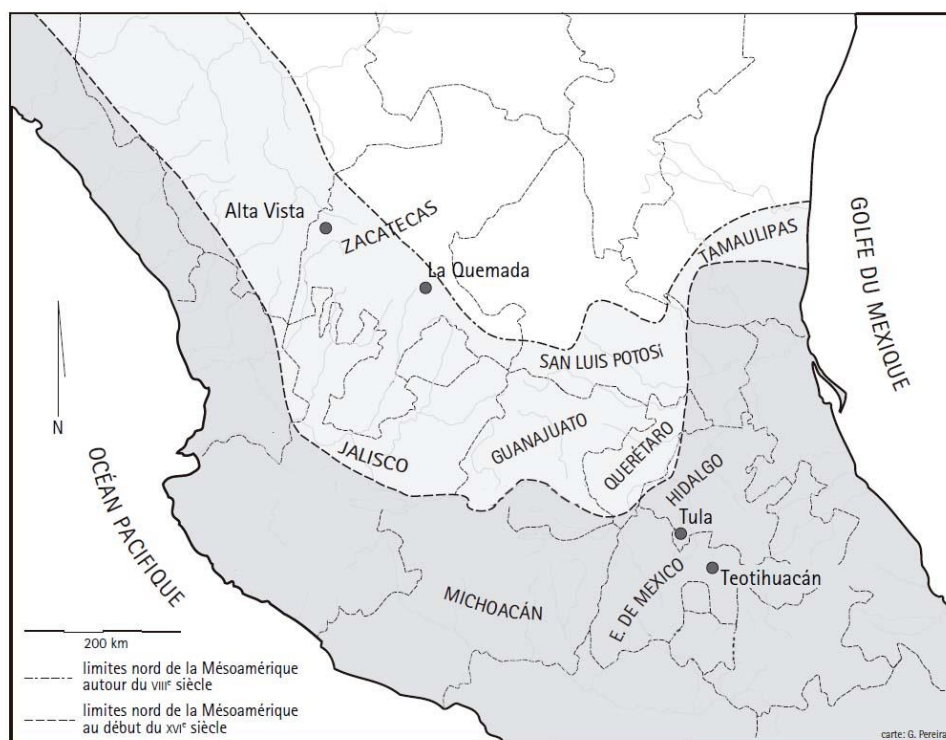 Alta Vista
ZACATECAS
La Quemada
TAMAULIPAS
GOLFE DU MEXIQUE
SAN LUIS POTOSÍ
N
JALISCO
GUANAJUATO
QUERETARO
HIDALGO
OCÉAN PACIFIQUE
Tula
Teotihuacán
MICHOACÁN
E. DE MEXICO
200 km
limites nord de la Mésoamérique
autour du VIIIe siècle
limites nord de la Mésoamérique
au début du XVIe siècle
carte: G. Pereira